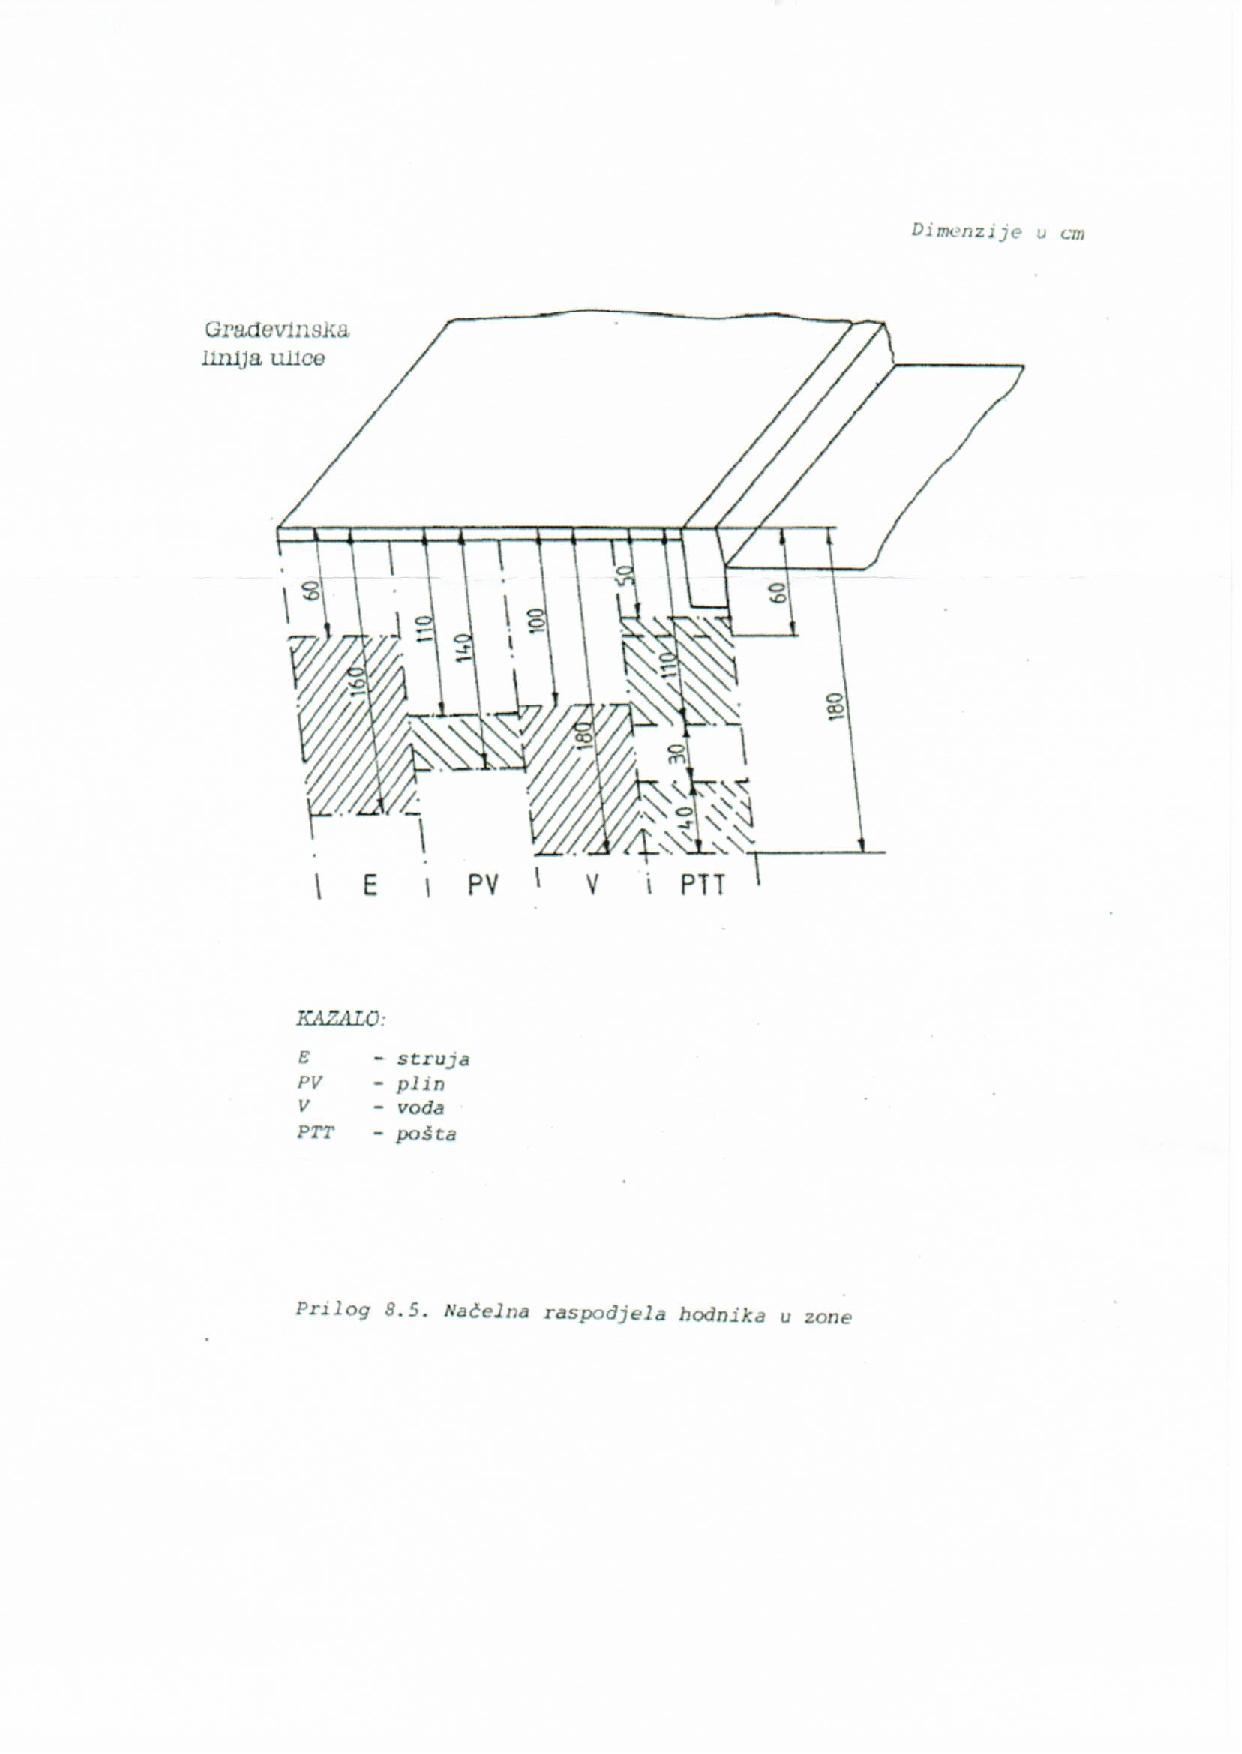 Dimenzije u cm
Građevinska
linija ulice
60
160
110
140
100
180
50
110
30
40
60
180
E
PV
V
PTT
KAZALO:
E - struja
PV - plin
V - voda
PTT - pošta
Prilog 8.5. Načelna raspodjela hodnika u zone